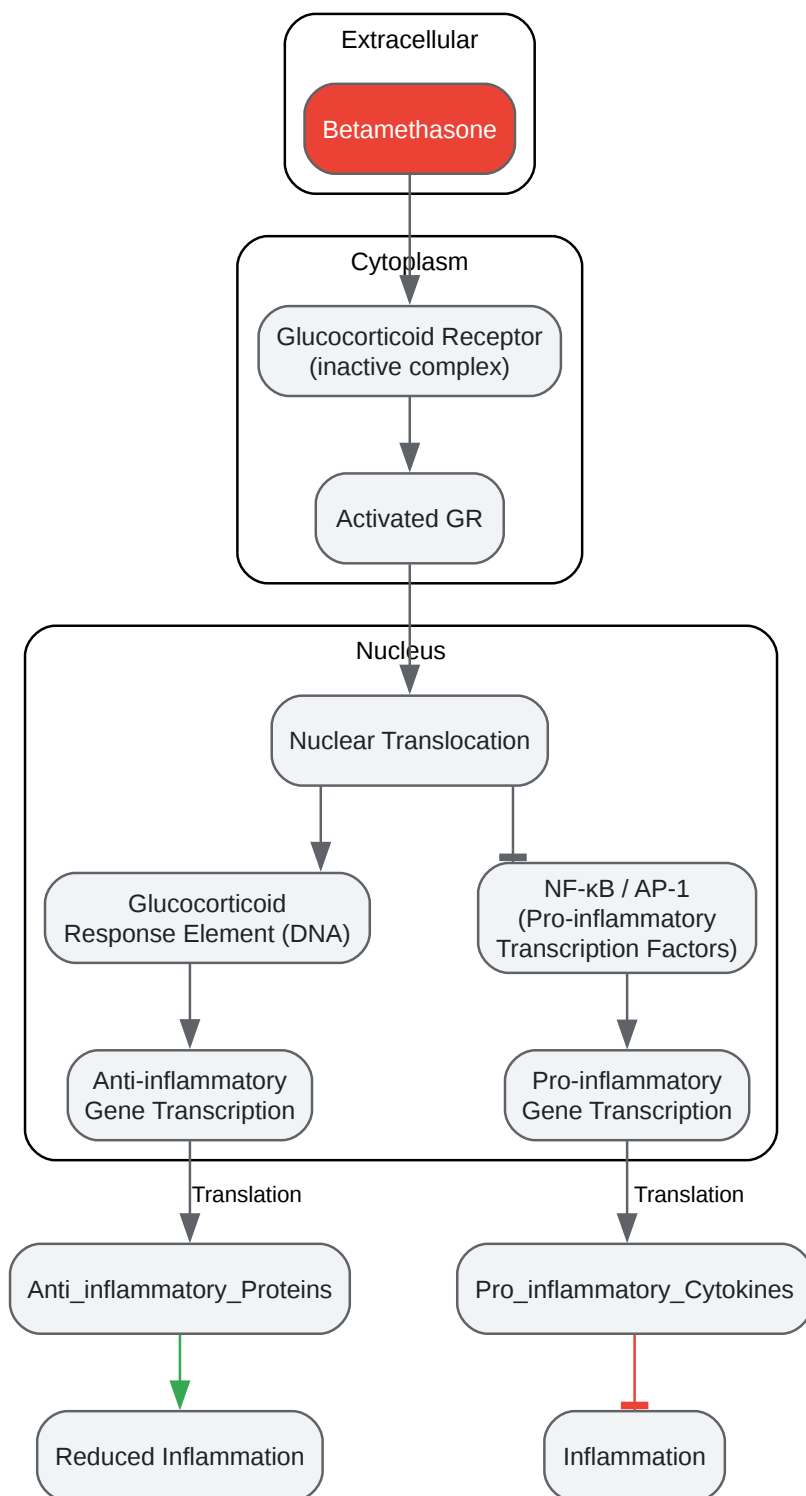 Extracellular
Betamethasone
Cytoplasm
Glucocorticoid Receptor
(inactive complex)
Activated GR
Nucleus
Nuclear Translocation
Glucocorticoid
Response Element (DNA)
NF-κB / AP-1
(Pro-inflammatory
Transcription Factors)
Anti-inflammatory
Gene Transcription
Pro-inflammatory
Gene Transcription
Translation
Translation
Anti_inflammatory_Proteins
Pro_inflammatory_Cytokines
Reduced Inflammation
Inflammation